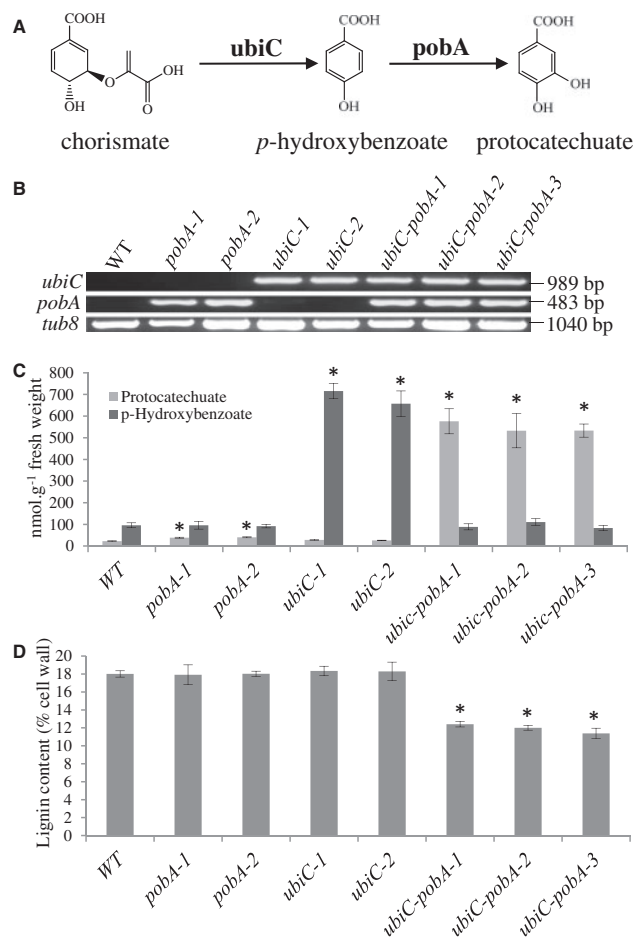 A
COOH
O
O
OH
OH
ubiC
COOH
OH
pobA
COOH
OH
OH
chorismate
p-hydroxybenzoate
protocatechuate
B
WT
pobA-1
pobA-2
ubiC-1
ubiC-2
ubiC-pobA-1
ubiC-pobA-2
ubiC-pobA-3
ubiC
989 bp
pobA
483 bp
tub8
1040 bp
C
nmol.g⁻¹ fresh weight
800
700
600
500
400
300
200
100
0
Protocatechuate
p-Hydroxybenzoate
* * * * * * *
WT
pobA-1
pobA-2
ubiC-1
ubiC-2
ubic-pobA-1
ubic-pobA-2
ubic-pobA-3
D
Lignin content (% cell wall)
20
18
16
14
12
10
8
6
4
2
0
* * *
WT
pobA-1
pobA-2
ubiC-1
ubiC-2
ubiC-pobA-1
ubiC-pobA-2
ubiC-pobA-3